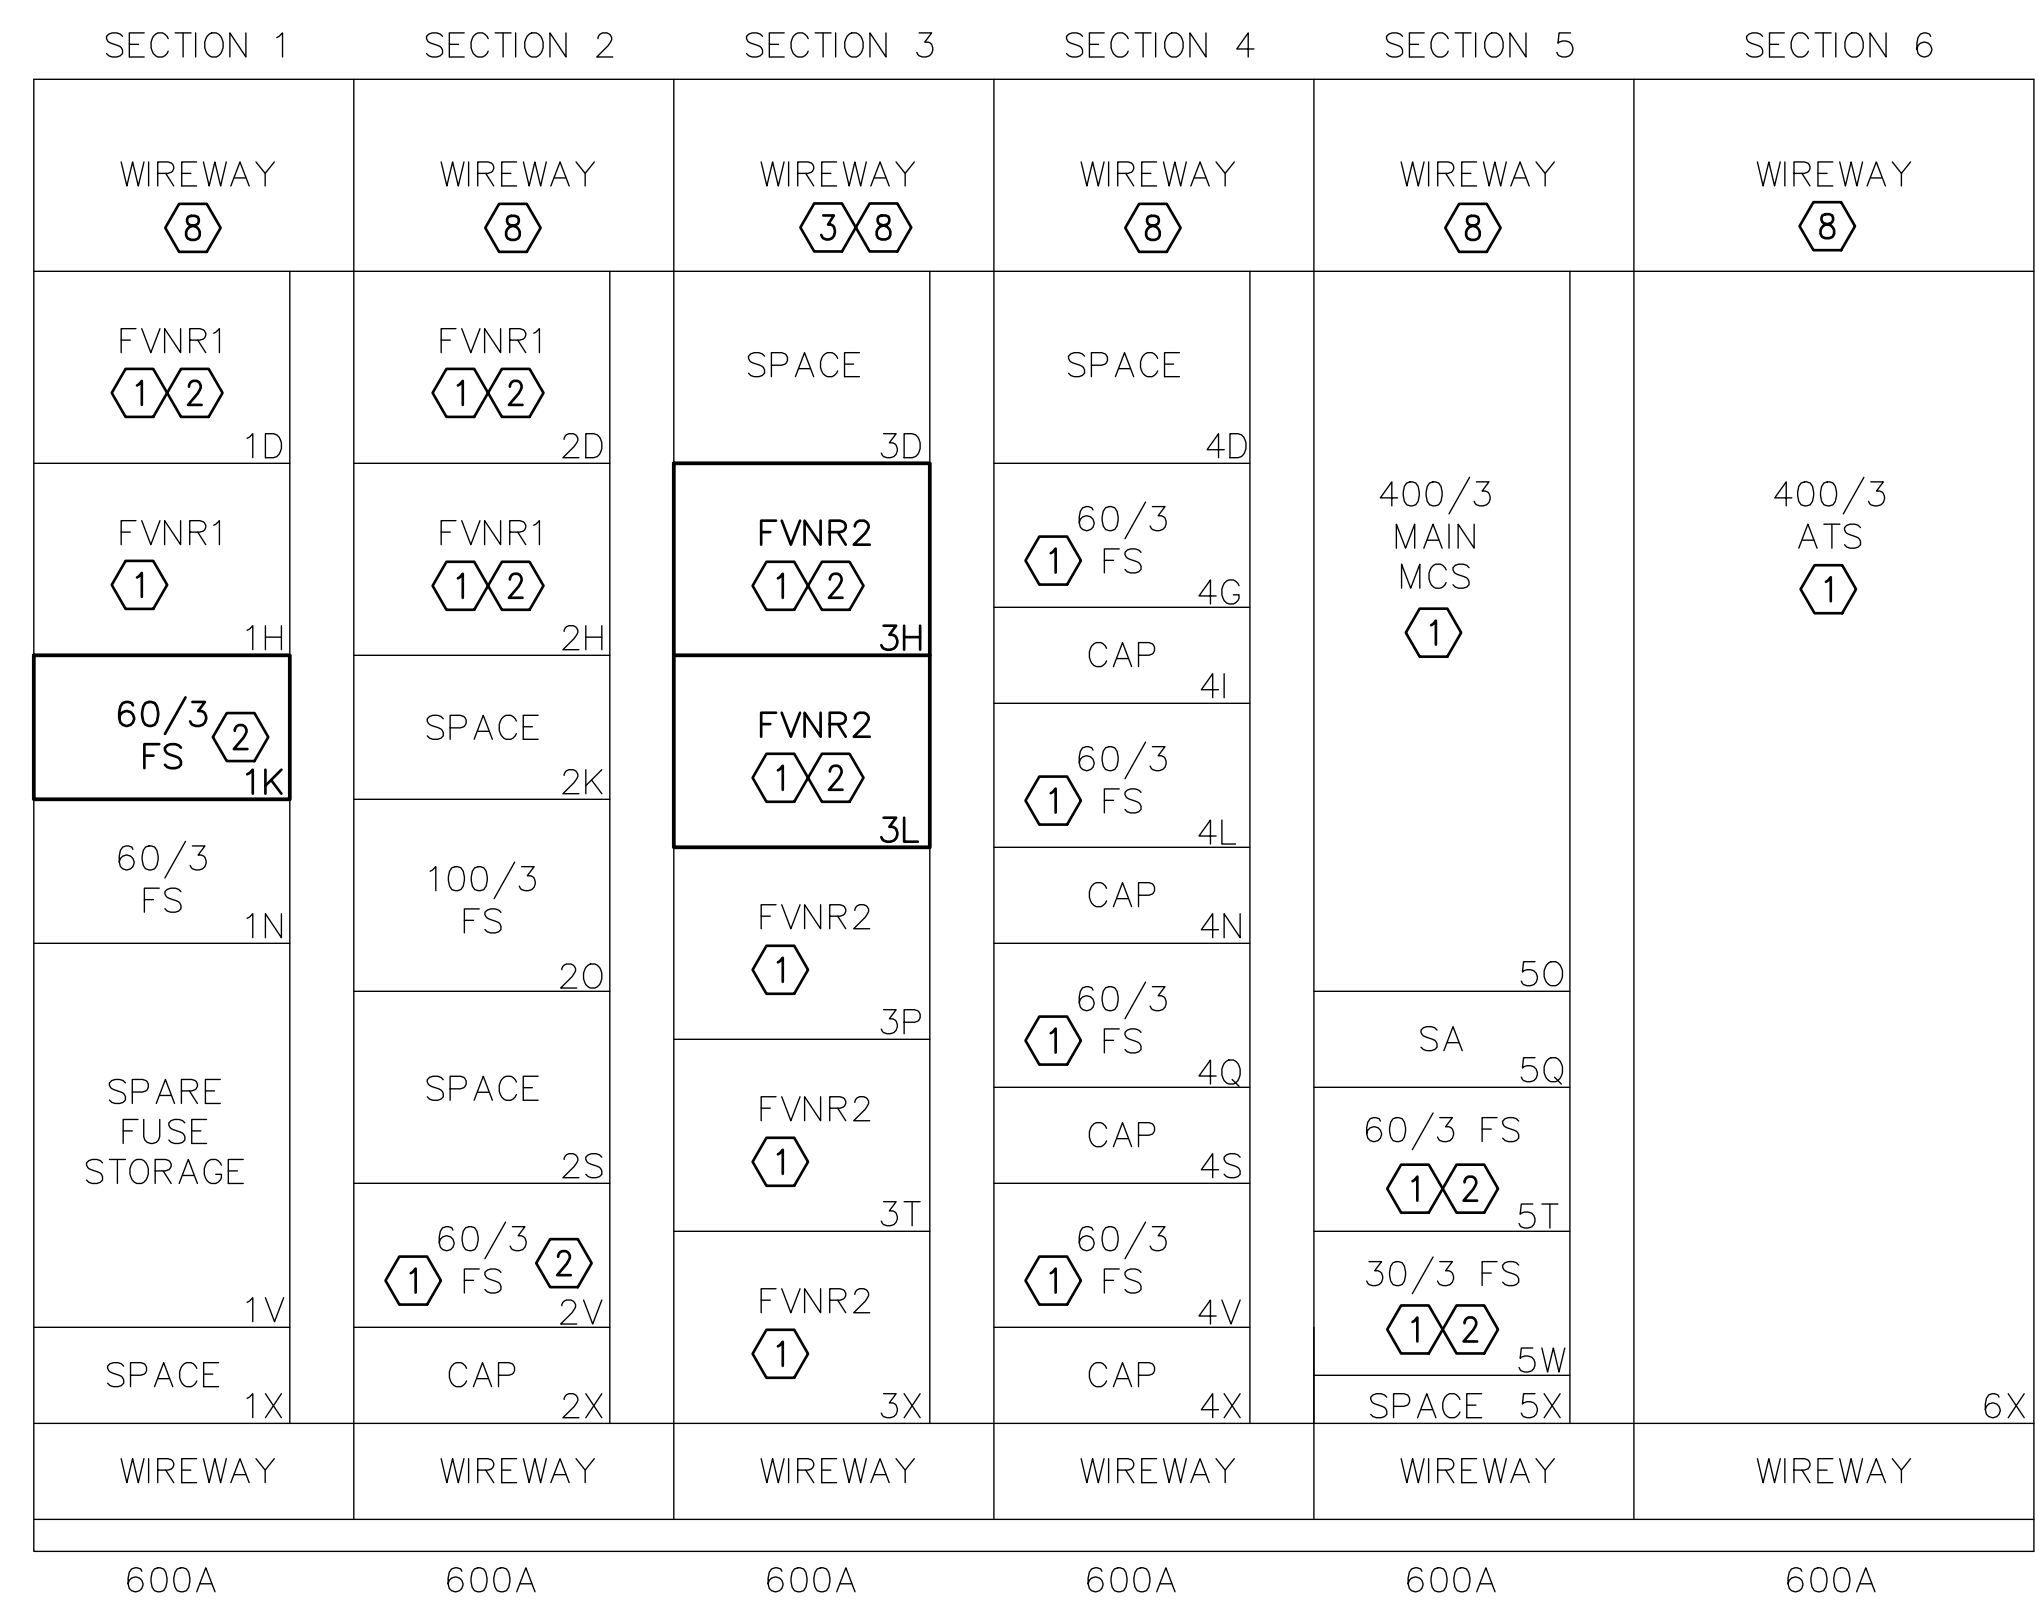 SECTION 1
SECTION 2
SECTION 3
SECTION 4
SECTION 5
SECTION 6
WIREWAY
8
WIREWAY
8
WIREWAY
3 8
WIREWAY
8
WIREWAY
8
WIREWAY
8
FVNR1
1 2
1D
FVNR1
1
1H
60/3
FS 2
1K
60/3
FS
1N
SPARE
FUSE
STORAGE
1V
SPACE
1X
WIREWAY
600A
FVNR1
1 2
2D
FVNR1
1 2
2H
SPACE
2K
100/3
FS
2O
SPACE
2S
60/3
1 FS 2
2V
CAP
2X
WIREWAY
600A
SPACE
3D
FVNR2
1 2
3H
FVNR2
1 2
3L
FVNR2
1
3P
FVNR2
1
3T
FVNR2
1
3X
WIREWAY
600A
SPACE
4D
60/3
1 FS
4G
CAP
4I
60/3
1 FS
4L
CAP
4N
60/3
1 FS
4Q
CAP
4S
60/3
1 FS
4V
CAP
4X
WIREWAY
600A
400/3
MAIN
MCS
1
5O
SA
5Q
60/3 FS
1 2
5T
30/3 FS
1 2
5W
SPACE 5X
WIREWAY
600A
400/3
ATS
1
6X
WIREWAY
600A